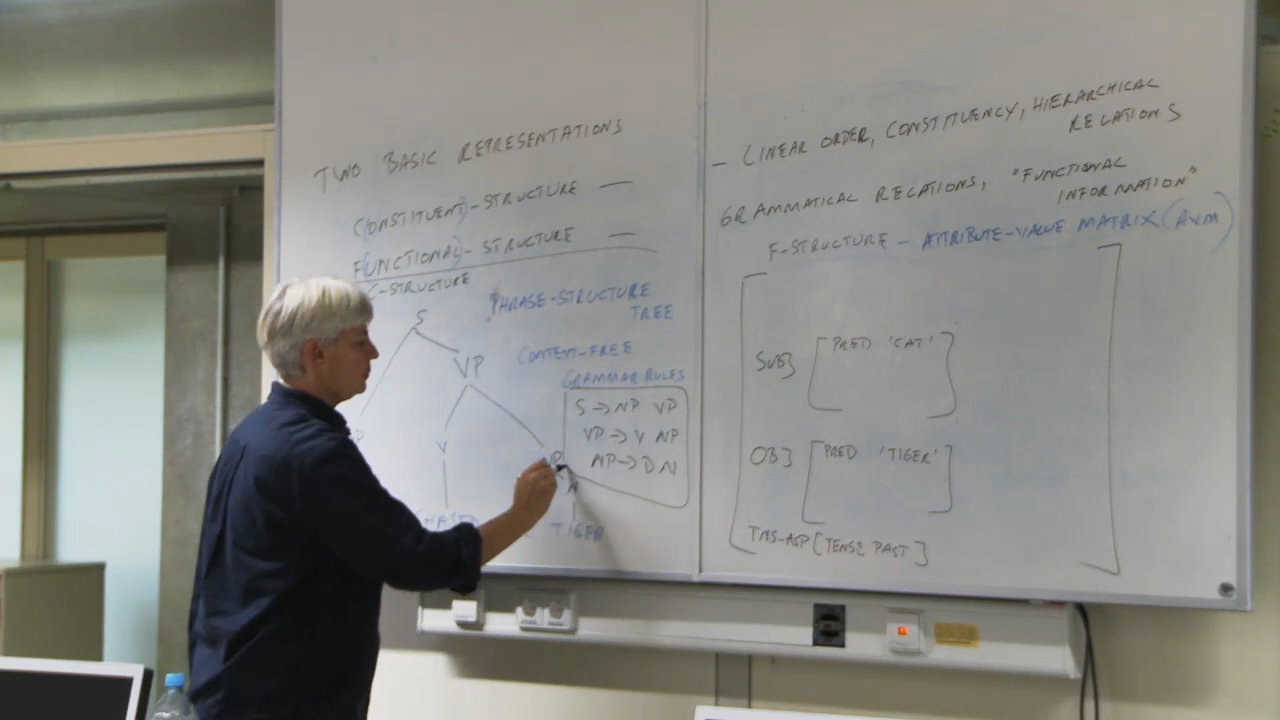 TWO BASIC REPRESENTATIONS
C(ONSTITUENT)-STRUCTURE —
F(UNCTIONAL)-STRUCTURE —
C-STRUCTURE
PHRASE-STRUCTURE
TREE
S
VP
V
TIGER
CONTEXT-FREE
GRAMMAR RULES
S → NP VP
VP → V NP
NP → D N
— LINEAR ORDER, CONSTITUENCY, HIERARCHICAL
RELATIONS
GRAMMATICAL RELATIONS, "FUNCTIONAL
INFORMATION"
F-STRUCTURE — ATTRIBUTE-VALUE MATRIX (AVM)
SUBJ [PRED 'CAT']
OBJ [PRED 'TIGER']
TNS-ASP [TENSE PAST]